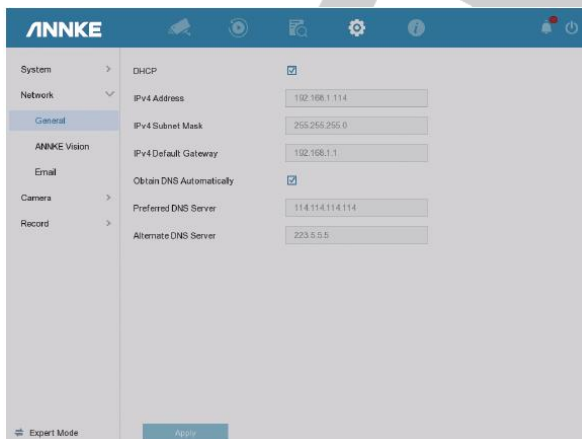 ANNKE
System
Network
General
ANNKE Vision
Email
Camera
Record
DHCP
IPv4 Address 192.168.1.114
IPv4 Subnet Mask 255.255.255.0
IPv4 Default Gateway 192.168.1.1
Obtain DNS Automatically
Preferred DNS Server 114.114.114.114
Alternate DNS Server 223.5.5.5
Expert Mode
Apply